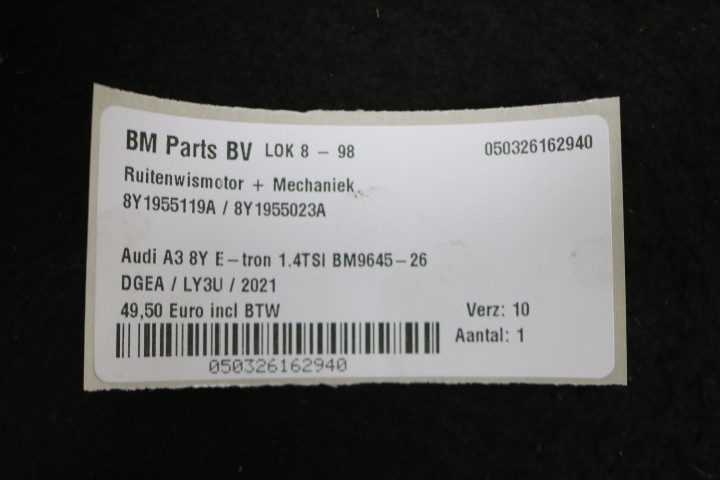 BM Parts BV LOK 8 - 98 050326162940
Ruitenwismotor + Mechaniek
8Y1955119A / 8Y1955023A
Audi A3 8Y E-tron 1.4TSI BM9645-26
DGEA / LY3U / 2021
49,50 Euro incl BTW Verz: 10
Aantal: 1
050326162940